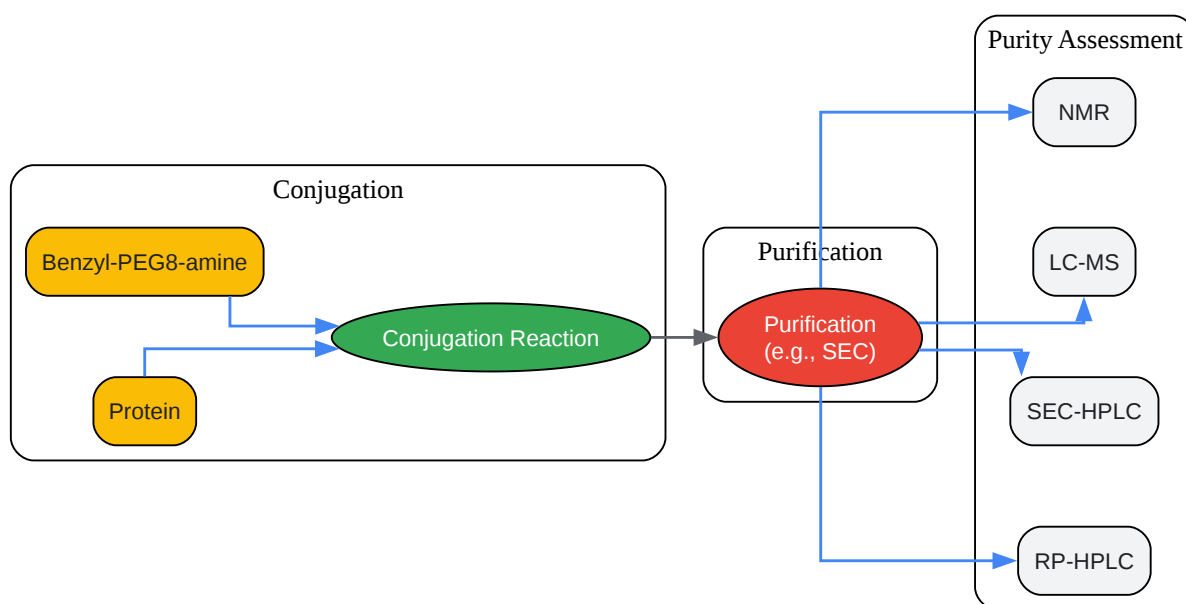 Conjugation
Benzyl-PEG8-amine
Protein
Conjugation Reaction
Purification
Purification
(e.g., SEC)
Purity Assessment
NMR
LC-MS
SEC-HPLC
RP-HPLC